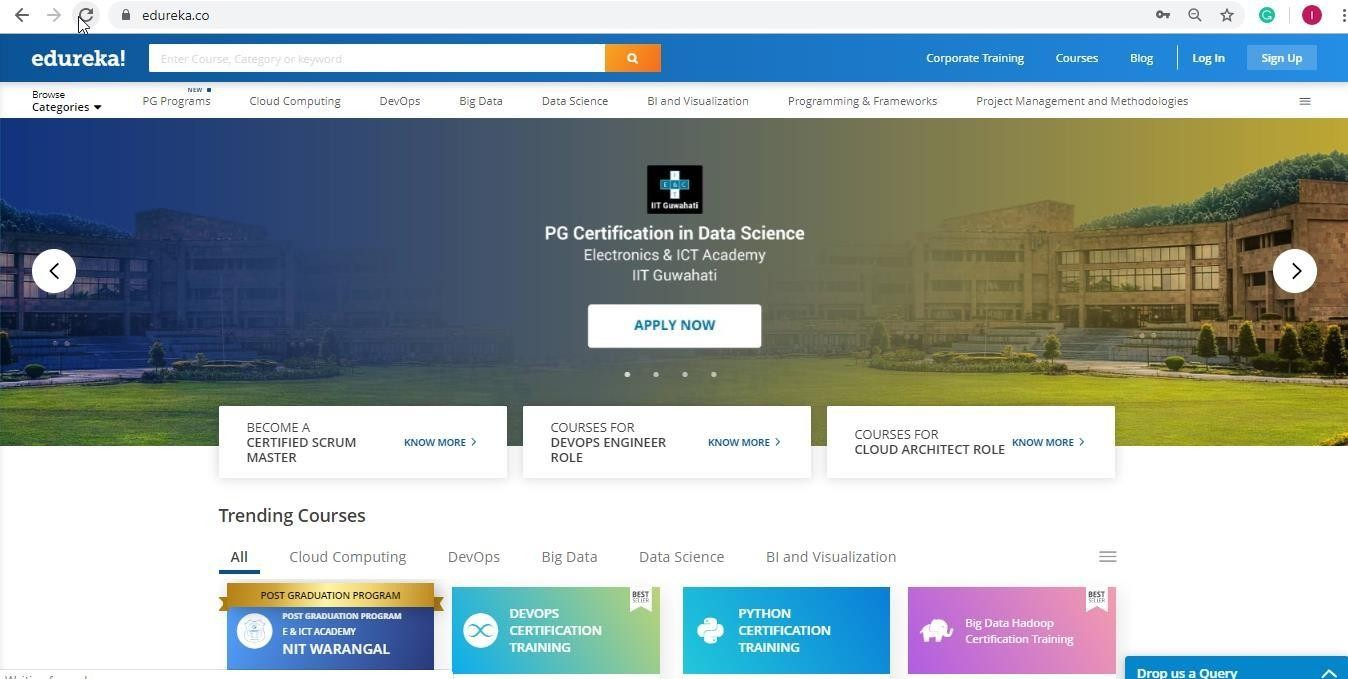 edureka.co
I
edureka!
Enter Course, Category or keyword
Corporate Training
Courses
Blog
Log In
Sign Up
Browse
Categories
NEW
PG Programs
Cloud Computing
DevOps
Big Data
Data Science
BI and Visualization
Programming & Frameworks
Project Management and Methodologies
E & C
IIT Guwahati
PG Certification in Data Science
Electronics & ICT Academy
IIT Guwahati
APPLY NOW
BECOME A
CERTIFIED SCRUM
MASTER
KNOW MORE
COURSES FOR
DEVOPS ENGINEER
ROLE
KNOW MORE
COURSES FOR
CLOUD ARCHITECT ROLE
KNOW MORE
Trending Courses
All
Cloud Computing
DevOps
Big Data
Data Science
BI and Visualization
POST GRADUATION PROGRAM
POST GRADUATION PROGRAM
E & ICT ACADEMY
NIT WARANGAL
BEST
SELLER
DEVOPS
CERTIFICATION
TRAINING
PYTHON
CERTIFICATION
TRAINING
BEST
SELLER
Big Data Hadoop
Certification Training
Drop us a Query